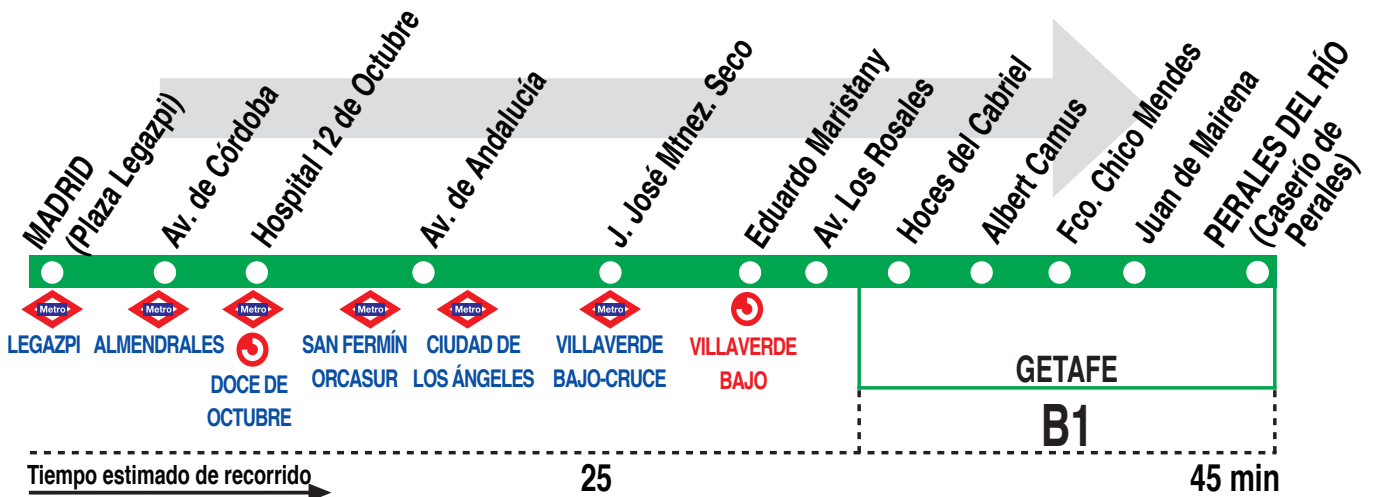 MADRID
(Plaza Legazpi)
Av. de Córdoba
Hospital 12 de Octubre
Av. de Andalucía
J. José Mtnez. Seco
Eduardo Maristany
Av. Los Rosales
Hoces del Cabriel
Albert Camus
Fco. Chico Mendes
Juan de Mairena
PERALES DEL RÍO
(Caserío de
Perales)
Metro
LEGAZPI
Metro
ALMENDRALES
Metro
DOCE DE
OCTUBRE
Metro
SAN FERMÍN
ORCASUR
Metro
CIUDAD DE
LOS ÁNGELES
Metro
VILLAVERDE
BAJO-CRUCE
VILLAVERDE
BAJO
GETAFE
B1
Tiempo estimado de recorrido
25
45 min